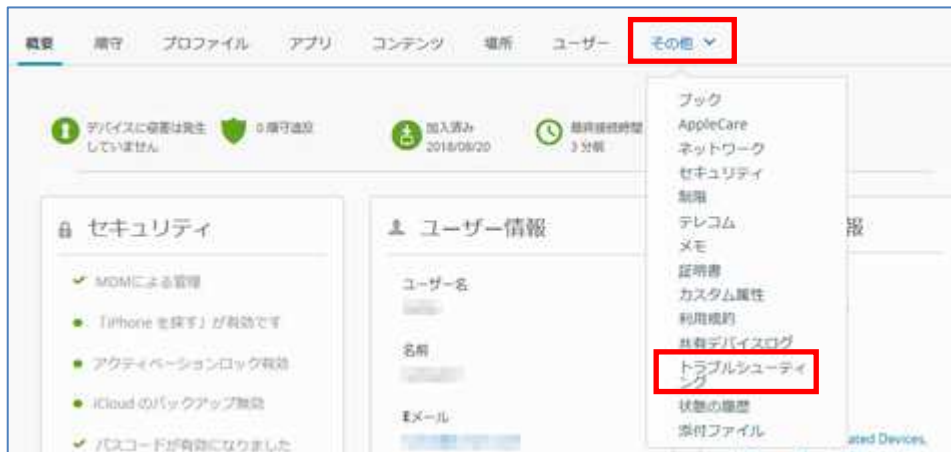 概要 順守 プロファイル アプリ コンテンツ 場所 ユーザー その他
デバイスに侵害は発生
していません
0 順守違反
加入済み
2018/08/20
最終接続時間
3 分前
ブック
AppleCare
ネットワーク
セキュリティ
制限
テレコム
メモ
証明書
カスタム属性
利用規約
共有デバイスログ
トラブルシューティ
ング
状態の履歴
添付ファイル
セキュリティ
MDMによる管理
「iPhone を探す」が有効です
アクティベーションロック有効
iCloud のバックアップ無効
パスコードが有効になりました
ユーザー情報
ユーザー名
名前
Eメール
報
ated Devices,